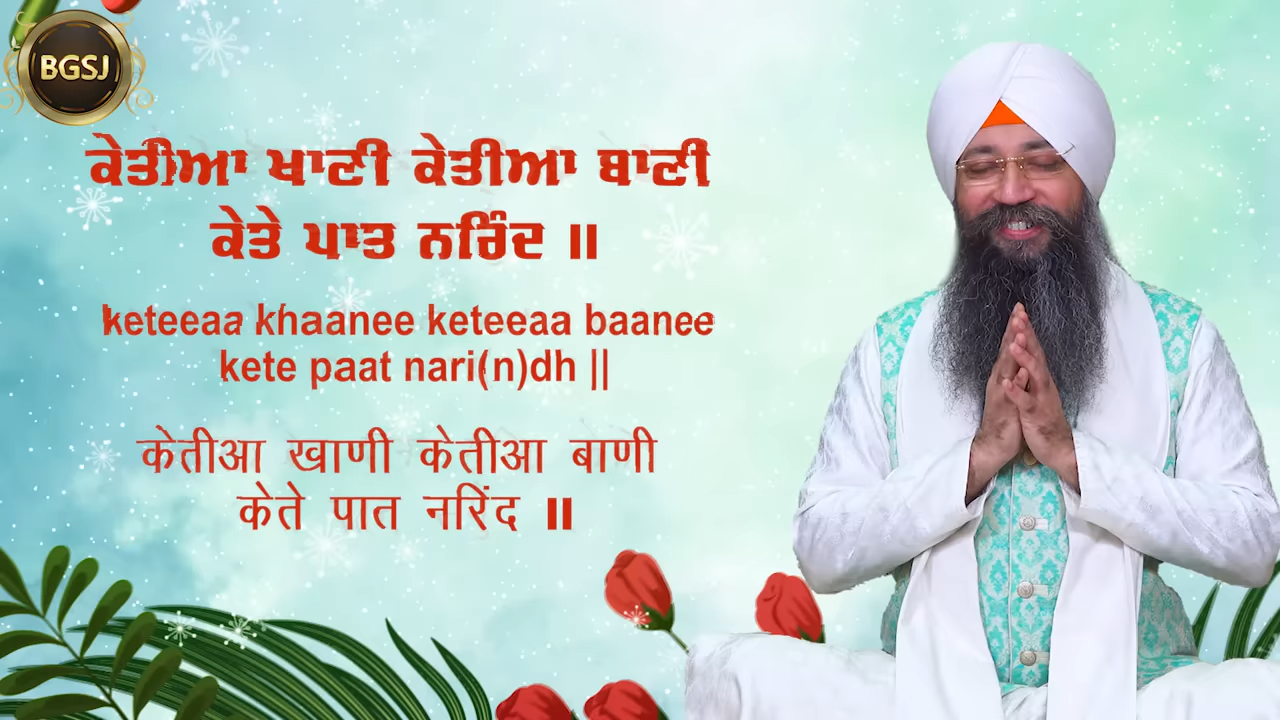 BGSJ
ਕੇਤੀਆ ਖਾਣੀ ਕੇਤੀਆ ਬਾਣੀ
ਕੇਤੇ ਪਾਤ ਨਰਿੰਦ ॥
keteeaa khaanee keteeaa baanee
kete paat nari(n)dh ||
केतीआ खाणी केतीआ बाणी
केते पात नरिंद ॥